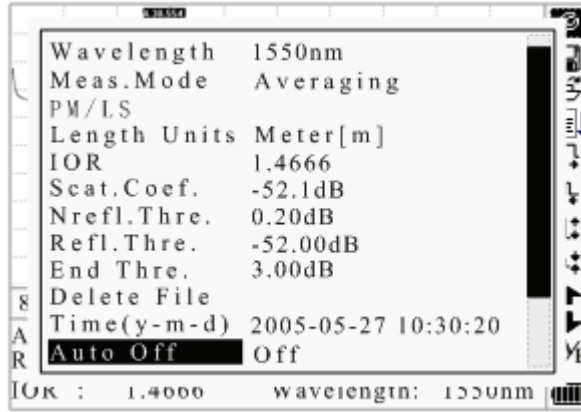 Wavelength 1550nm
Meas.Mode Averaging
PM/LS
Length Units Meter[m]
IOR 1.4666
Scat.Coef. -52.1dB
Nrefl.Thre. 0.20dB
Refl.Thre. -52.00dB
End Thre. 3.00dB
Delete File
8
Time(y-m-d) 2005-05-27 10:30:20
A
Auto Off Off
R
IOR : 1.4666 Wavelength: 1550nm